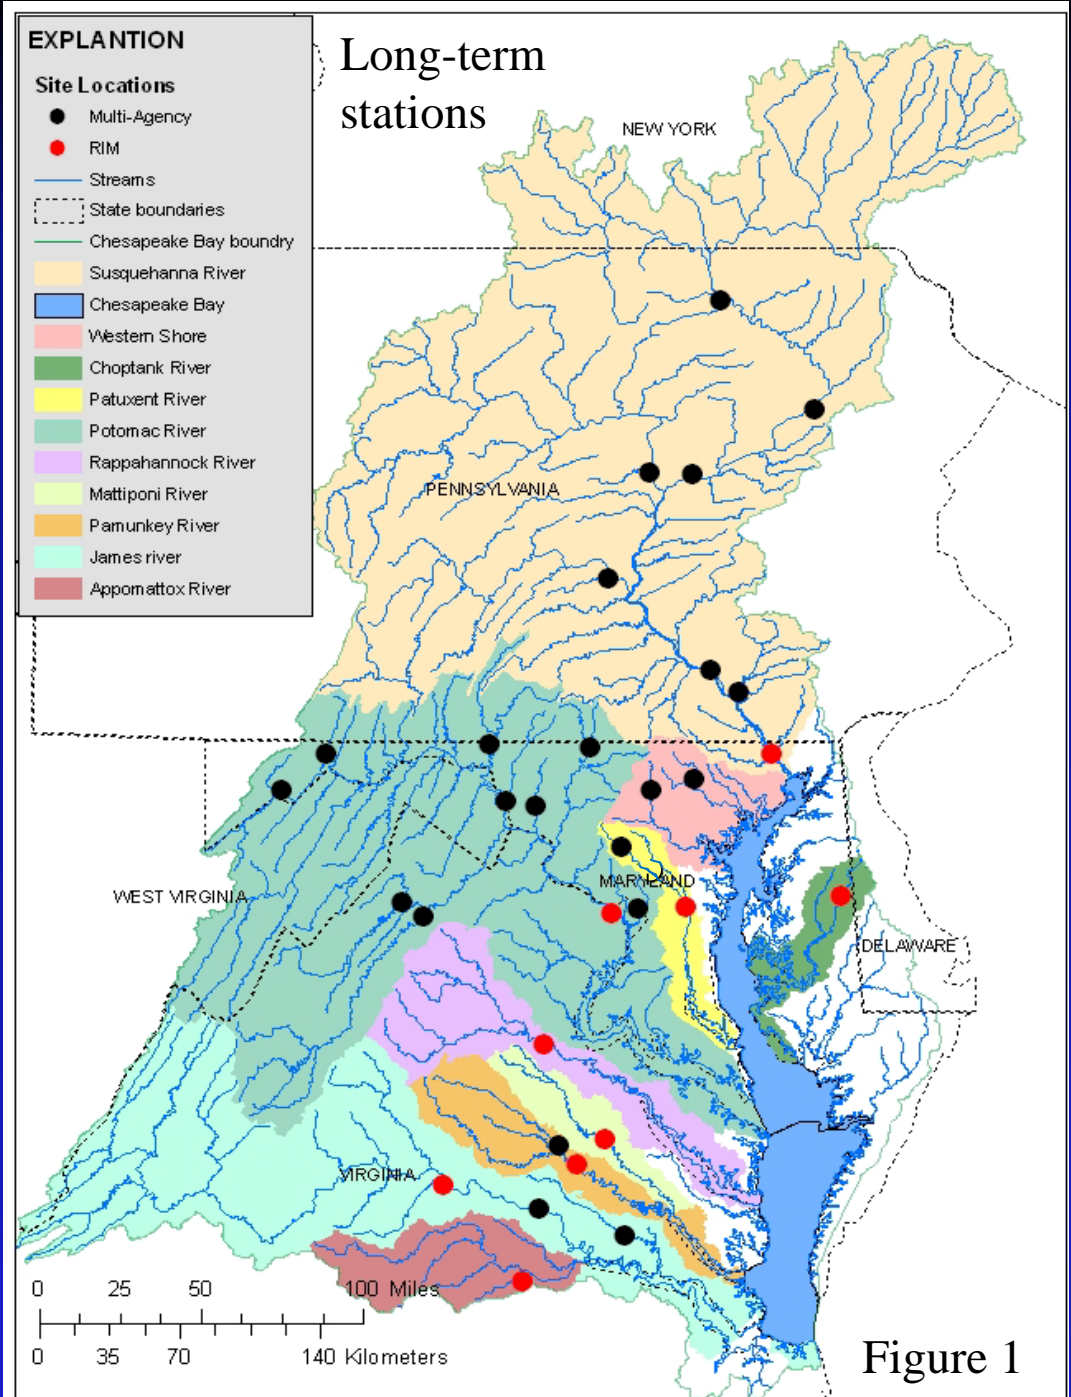 EXPLANTION
Site Locations
Multi-Agency
RIM
Streams
State boundaries
Chesapeake Bay boundry
Susquehanna River
Chesapeake Bay
Western Shore
Choptank River
Patuxent River
Potomac River
Rappahannock River
Mattiponi River
Pamunkey River
James river
Appomattox River
Long-term
stations
NEW YORK
PENNSYLVANIA
WEST VIRGINIA
MARYLAND
DELAWARE
VIRGINIA
0 25 50 100 Miles
0 35 70 140 Kilometers
Figure 1